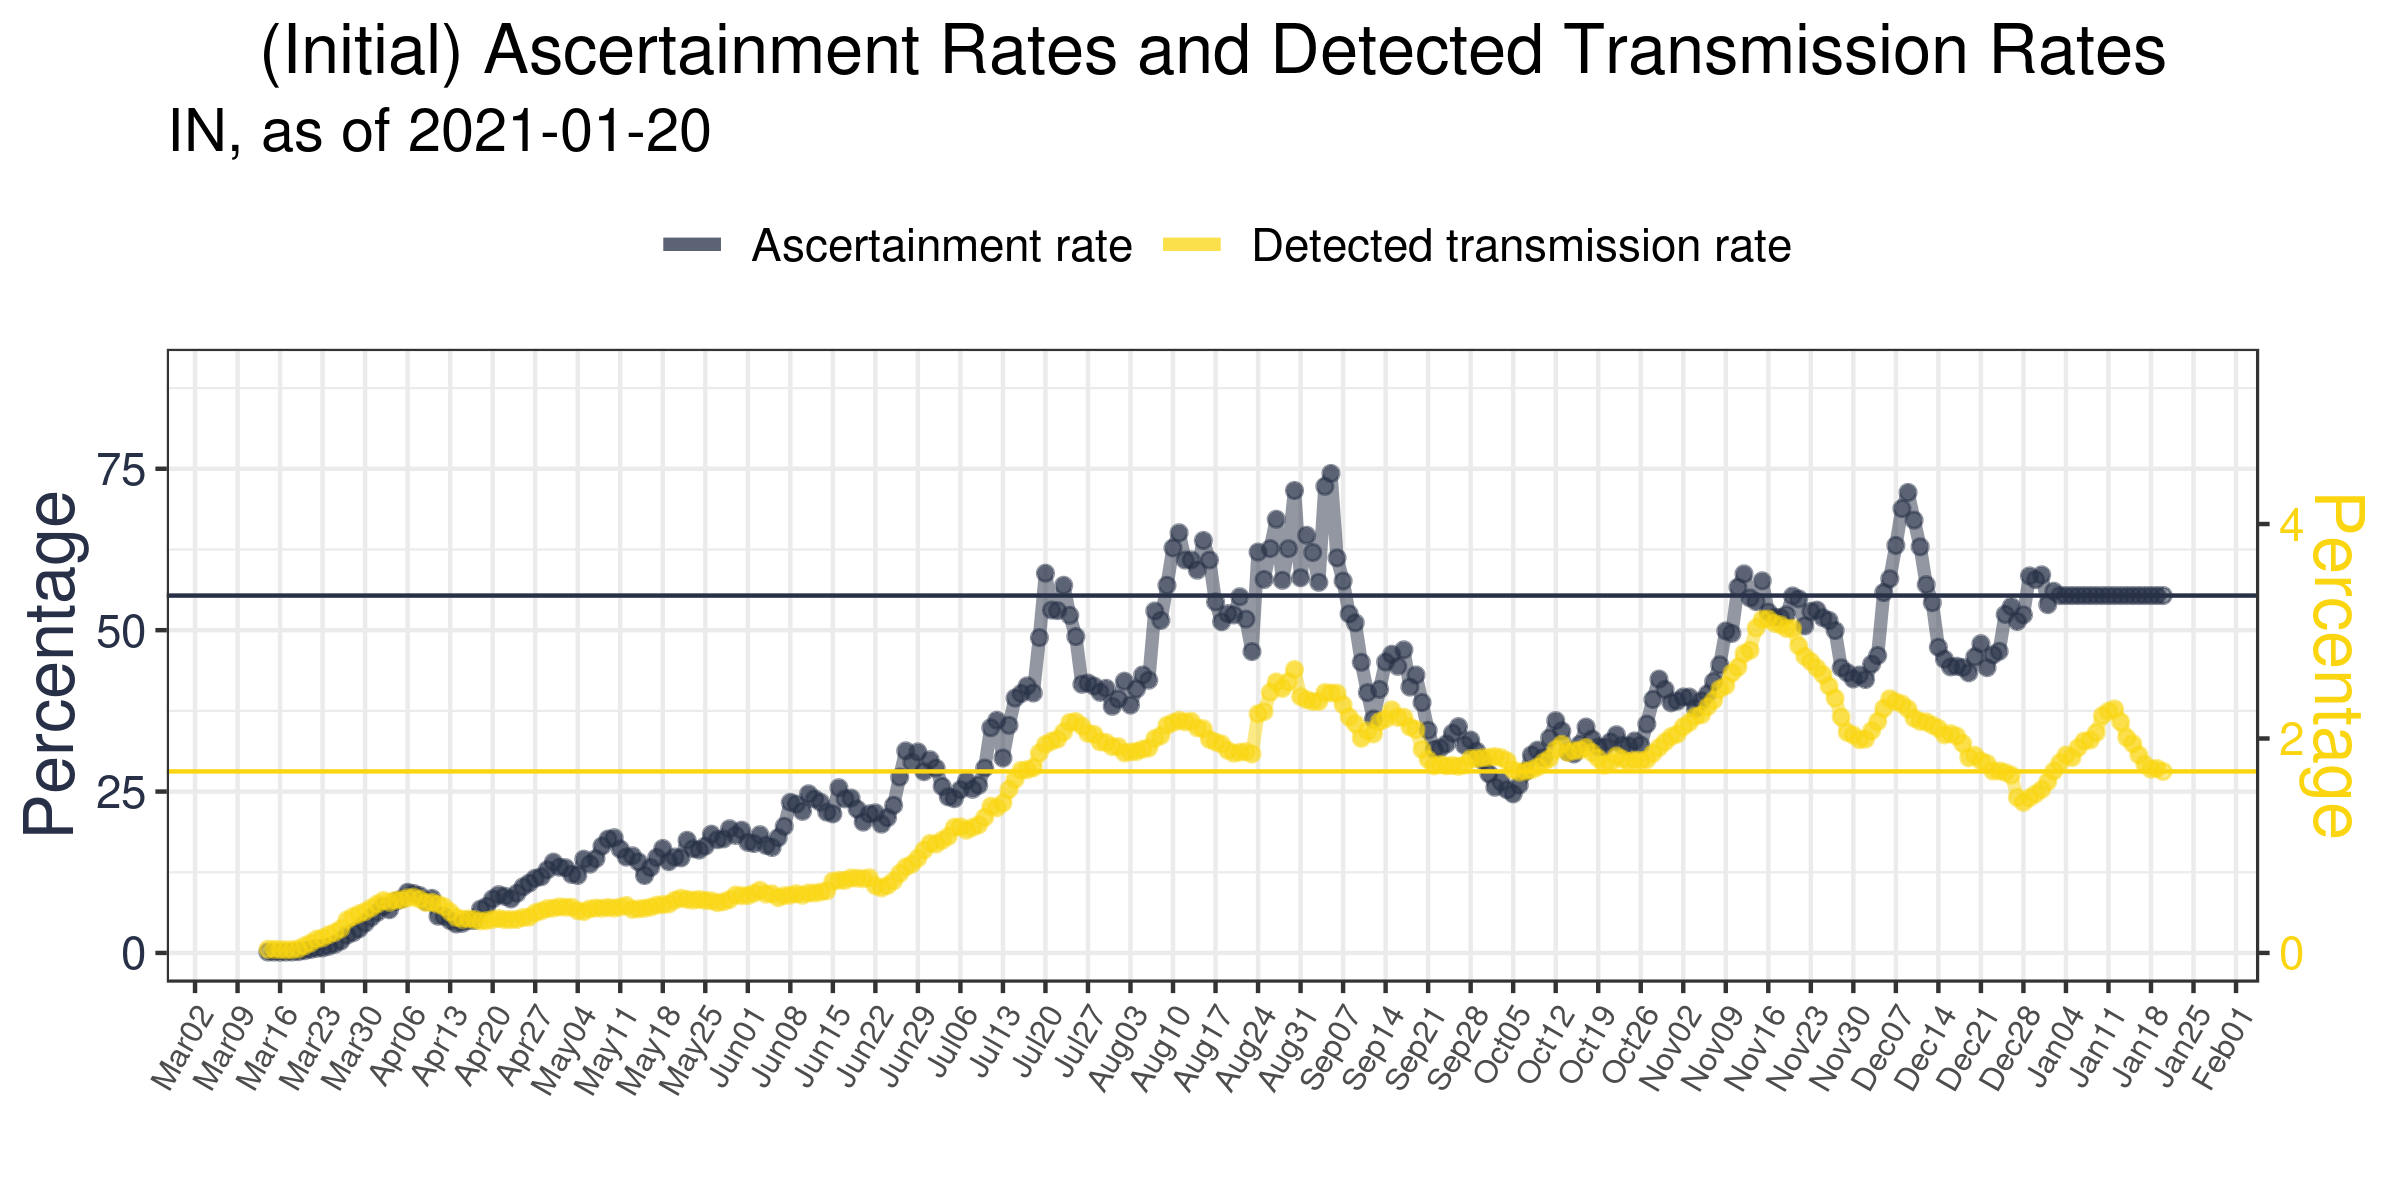 (Initial) Ascertainment Rates and Detected Transmission Rates
IN, as of 2021-01-20
Ascertainment rate
Detected transmission rate
Percentage
75
50
25
0
Percentage
4
2
0
Mar02
Mar09
Mar16
Mar23
Mar30
Apr06
Apr13
Apr20
Apr27
May04
May11
May18
May25
Jun01
Jun08
Jun15
Jun22
Jun29
Jul06
Jul13
Jul20
Jul27
Aug03
Aug10
Aug17
Aug24
Aug31
Sep07
Sep14
Sep21
Sep28
Oct05
Oct12
Oct19
Oct26
Nov02
Nov09
Nov16
Nov23
Nov30
Dec07
Dec14
Dec21
Dec28
Jan04
Jan11
Jan18
Jan25
Feb01